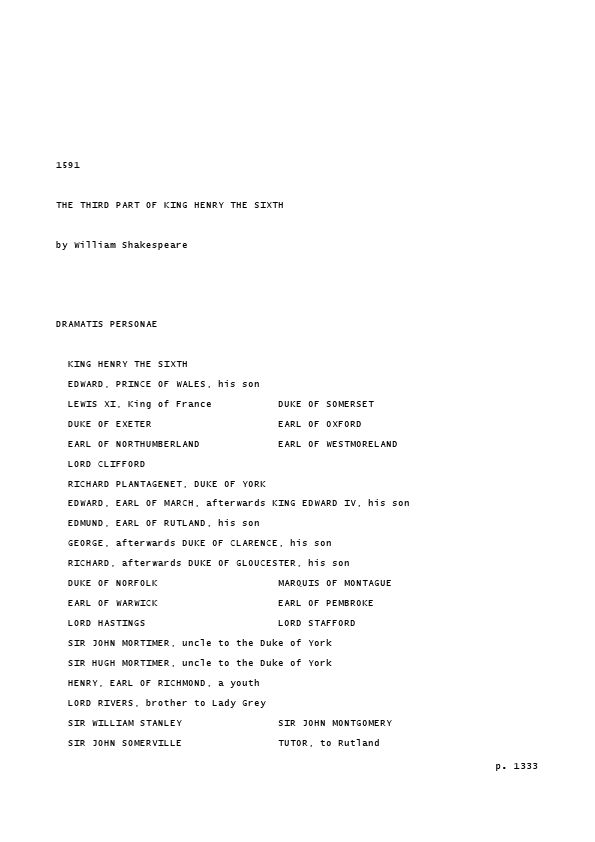 1591
THE THIRD PART OF KING HENRY THE SIXTH
by William Shakespeare
DRAMATIS PERSONAE
KING HENRY THE SIXTH
EDWARD, PRINCE OF WALES, his son
LEWIS XI, King of France DUKE OF SOMERSET
DUKE OF EXETER EARL OF OXFORD
EARL OF NORTHUMBERLAND EARL OF WESTMORELAND
LORD CLIFFORD
RICHARD PLANTAGENET, DUKE OF YORK
EDWARD, EARL OF MARCH, afterwards KING EDWARD IV, his son
EDMUND, EARL OF RUTLAND, his son
GEORGE, afterwards DUKE OF CLARENCE, his son
RICHARD, afterwards DUKE OF GLOUCESTER, his son
DUKE OF NORFOLK MARQUIS OF MONTAGUE
EARL OF WARWICK EARL OF PEMBROKE
LORD HASTINGS LORD STAFFORD
SIR JOHN MORTIMER, uncle to the Duke of York
SIR HUGH MORTIMER, uncle to the Duke of York
HENRY, EARL OF RICHMOND, a youth
LORD RIVERS, brother to Lady Grey
SIR WILLIAM STANLEY SIR JOHN MONTGOMERY
SIR JOHN SOMERVILLE TUTOR, to Rutland
p. 1333